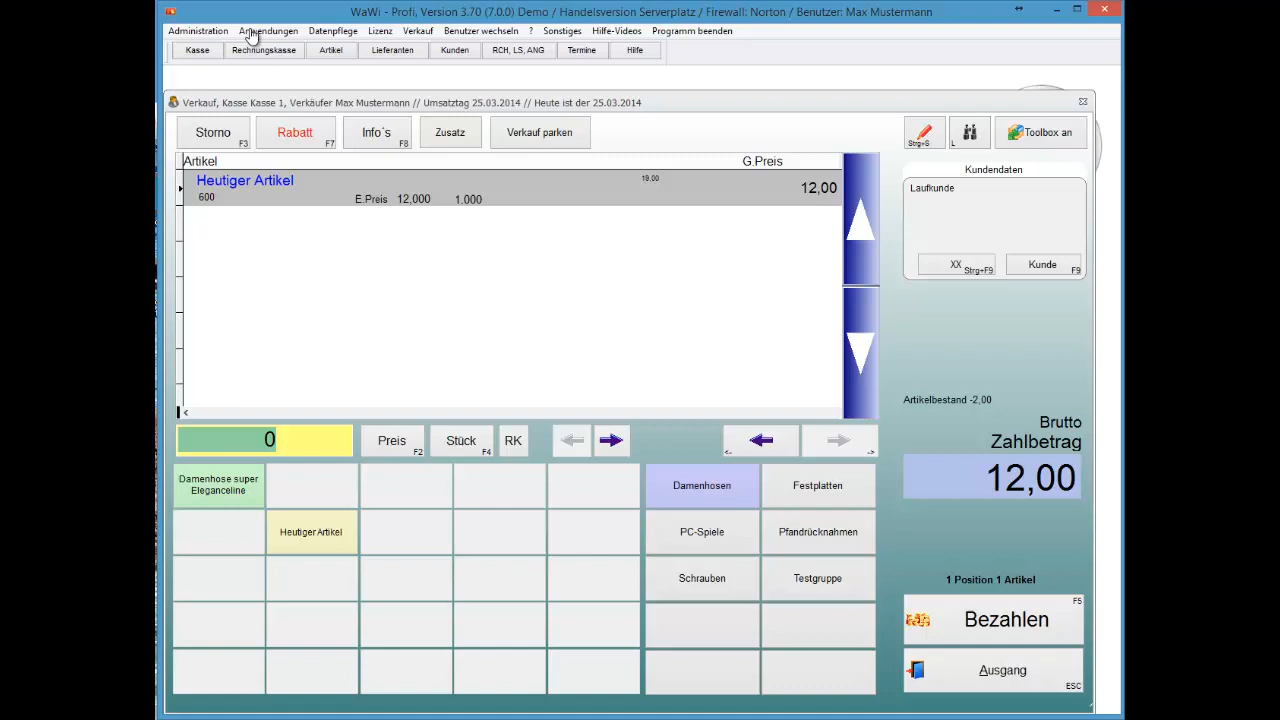 WaWi - Profi, Version 3.70 (7.0.0) Demo / Handelsversion Serverplatz / Firewall: Norton / Benutzer: Max Mustermann
Administration Anwendungen Datenpflege Lizenz Verkauf Benutzer wechseln ? Sonstiges Hilfe-Videos Programm beenden
Kasse Rechnungskasse Artikel Lieferanten Kunden RCH, LS, ANG Termine Hilfe
Verkauf, Kasse Kasse 1, Verkäufer Max Mustermann // Umsatztag 25.03.2014 // Heute ist der 25.03.2014
Storno F3 Rabatt F7 Info´s F8 Zusatz Verkauf parken Strg+S L Toolbox an
Artikel G.Preis
Kundendaten
Heutiger Artikel 19,00 12,00
600 E.Preis 12,000 1.000
Laufkunde
XX Strg+F9 Kunde F9
Artikelbestand -2,00
Brutto
Zahlbetrag
12,00
0 Preis F2 Stück F4 RK <- ->
Damenhose super
Eleganceline
Damenhosen Festplatten
Heutiger Artikel PC-Spiele Pfandrücknahmen
Schrauben Testgruppe
1 Position 1 Artikel
Bezahlen F5
Ausgang ESC